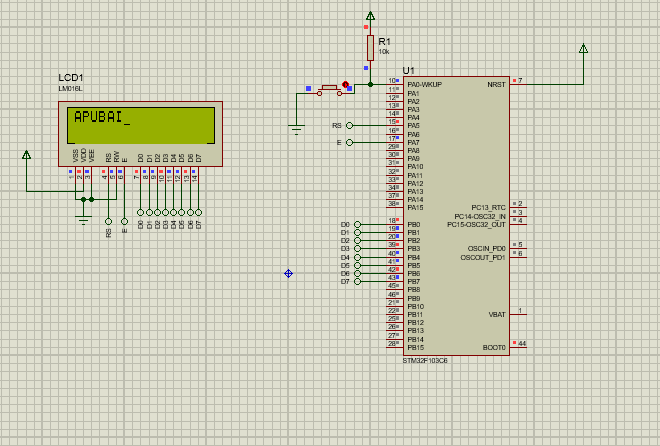 LCD1
LM016L
APUBAI_
VSS VDD VEE RS RW E D0 D1 D2 D3 D4 D5 D6 D7
1 2 3 4 5 6 7 8 9 10 11 12 13 14
RS E D0 D1 D2 D3 D4 D5 D6 D7
R1
10k
U1
10 PA0-WKUP NRST 7
11 PA1
12 PA2
13 PA3
14 PA4
RS 15 PA5
16 PA6
E 17 PA7
29 PA8
30 PA9
31 PA10
32 PA11
33 PA12
34 PA13
37 PA14
38 PA15
PC13_RTC 2
PC14-OSC32_IN 3
PC15-OSC32_OUT 4
D0 18 PB0
D1 19 PB1
D2 20 PB2
D3 39 PB3 OSCIN_PD0 5
D4 40 PB4 OSCOUT_PD1 6
D5 41 PB5
D6 42 PB6
D7 43 PB7
45 PB8
46 PB9
21 PB10
22 PB11 VBAT 1
25 PB12
26 PB13
27 PB14
28 PB15 BOOT0 44
STM32F103C6